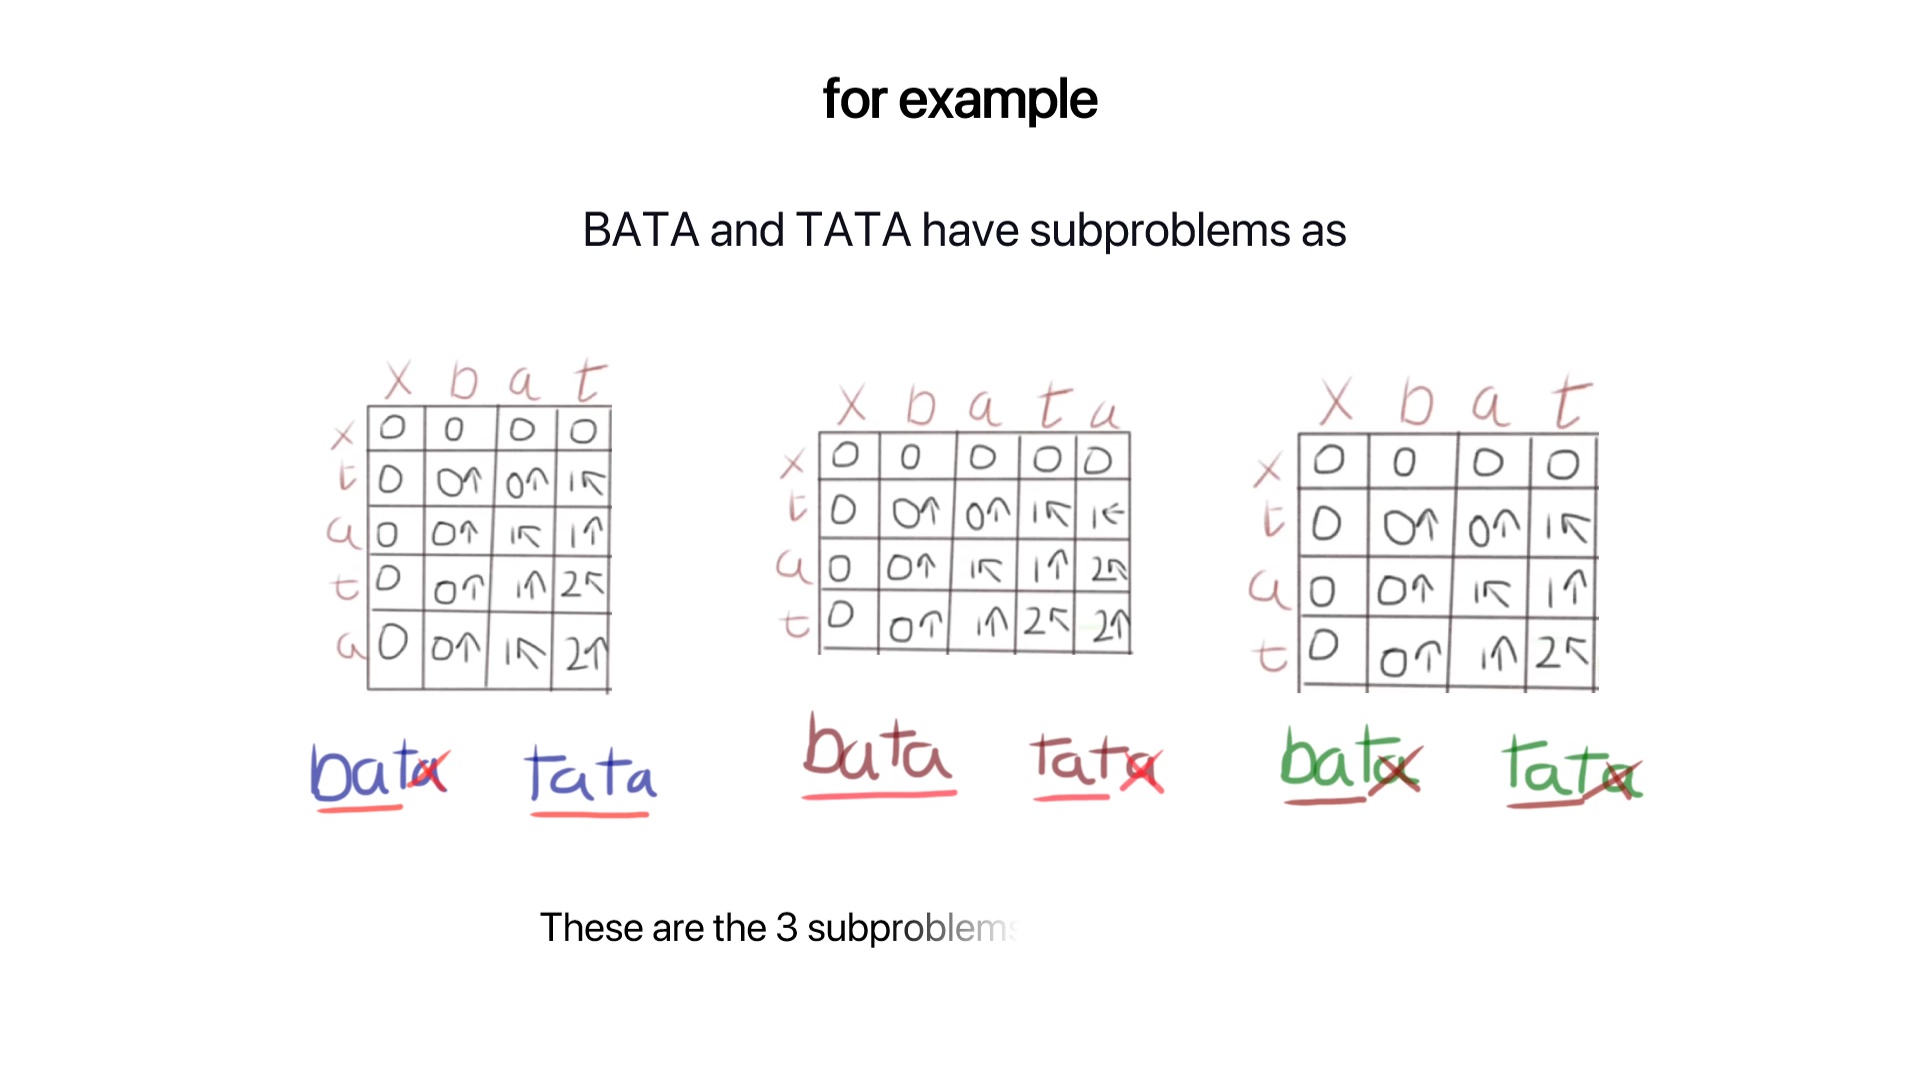 for example
BATA and TATA have subproblems as
x b a t
x 0 0 0 0
t 0 0↑ 0↑ 1↖
a 0 0↑ 1↖ 1↑
t 0 0↑ 1↑ 2↖
a 0 0↑ 1↖ 2↑
bata tata
x b a t a
x 0 0 0 0 0
t 0 0↑ 0↑ 1↖ 1←
a 0 0↑ 1↖ 1↑ 2↖
t 0 0↑ 1↑ 2↖ 2↑
bata tata
x b a t
x 0 0 0 0
t 0 0↑ 0↑ 1↖
a 0 0↑ 1↖ 1↑
t 0 0↑ 1↑ 2↖
bata tata
These are the 3 subproblems